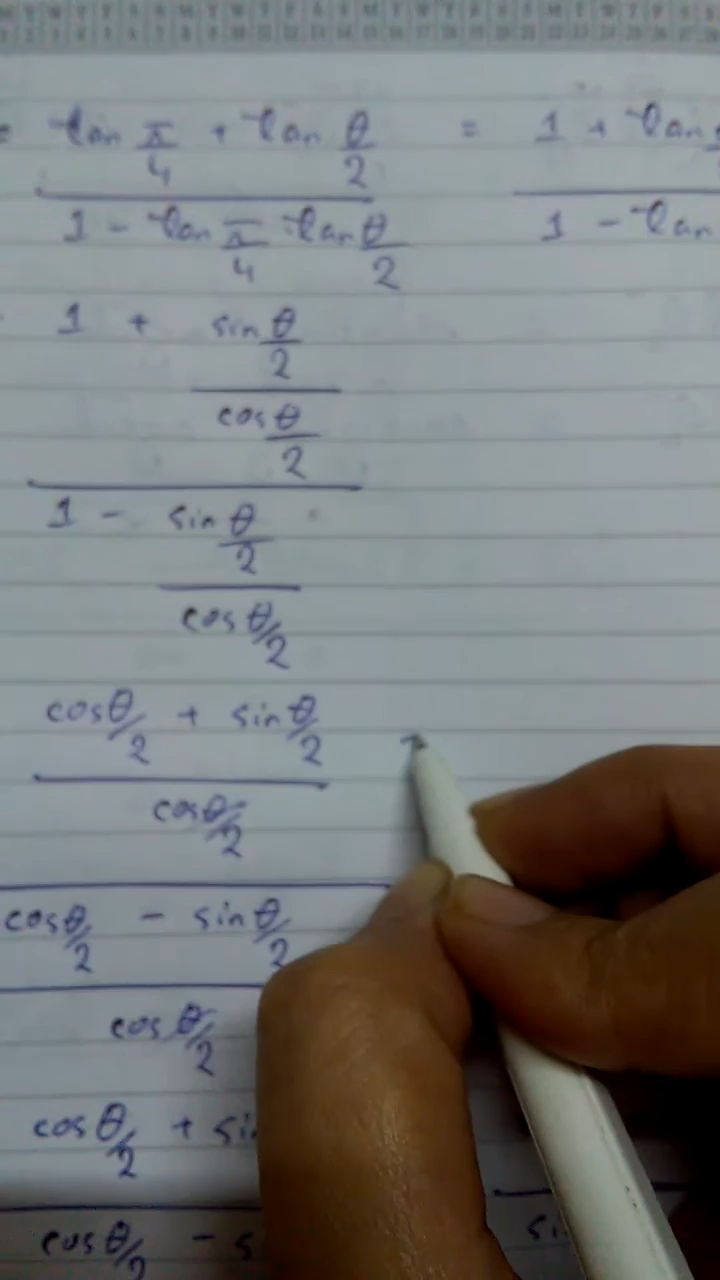 = tan π/4 + tan θ/2 = 1 + tan
1 - tan π/4 tan θ/2 1 - tan
1 + sin θ/2
cos θ/2
1 - sin θ/2
cos θ/2
cos θ/2 + sin θ/2
cos θ/2
cos θ/2 - sin θ/2
cos θ/2
cos θ/2 +
cos θ/2 -